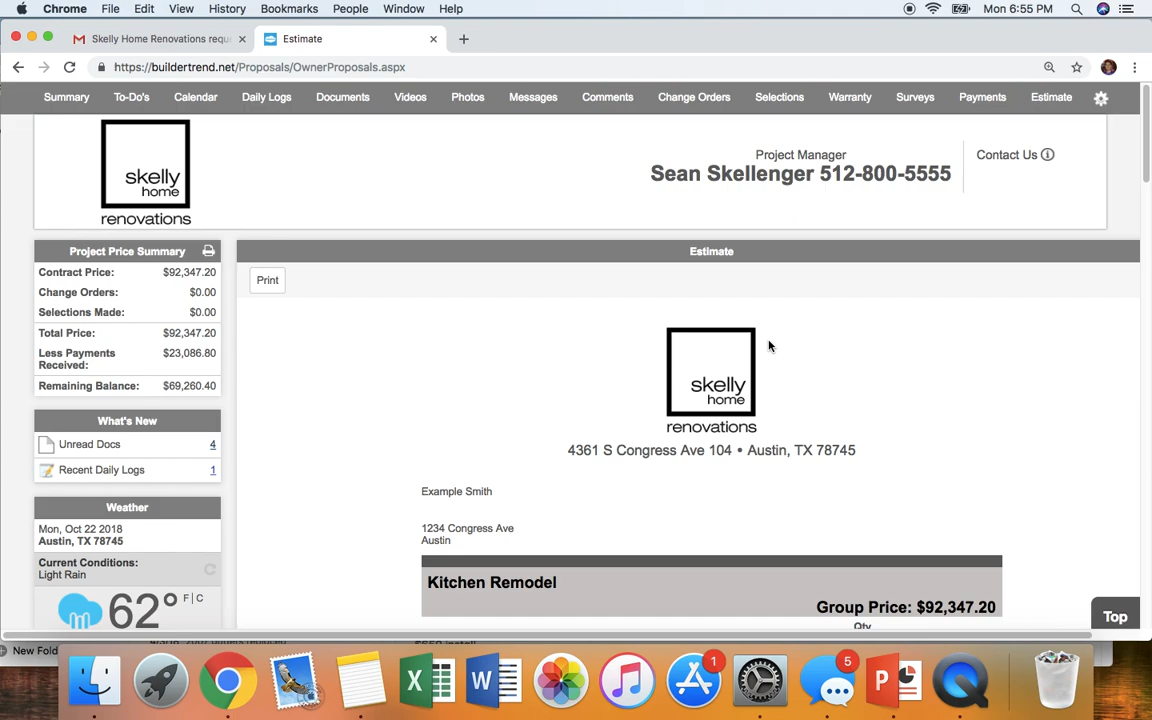 Chrome File Edit View History Bookmarks People Window Help Mon 6:55 PM
Skelly Home Renovations requ Estimate
https://buildertrend.net/Proposals/OwnerProposals.aspx
Summary To-Do's Calendar Daily Logs Documents Videos Photos Messages Comments Change Orders Selections Warranty Surveys Payments Estimate
skelly
home
renovations
Project Manager
Sean Skellenger 512-800-5555
Contact Us
Project Price Summary
Contract Price: $92,347.20
Change Orders: $0.00
Selections Made: $0.00
Total Price: $92,347.20
Less Payments $23,086.80
Received:
Remaining Balance: $69,260.40
What's New
Unread Docs 4
Recent Daily Logs 1
Weather
Mon, Oct 22 2018
Austin, TX 78745
Current Conditions:
Light Rain
62° F|C
Estimate
Print
skelly
home
renovations
4361 S Congress Ave 104 • Austin, TX 78745
Example Smith
1234 Congress Ave
Austin
Kitchen Remodel
Group Price: $92,347.20
Qty
Top
New Fold
1
5
X
W
P